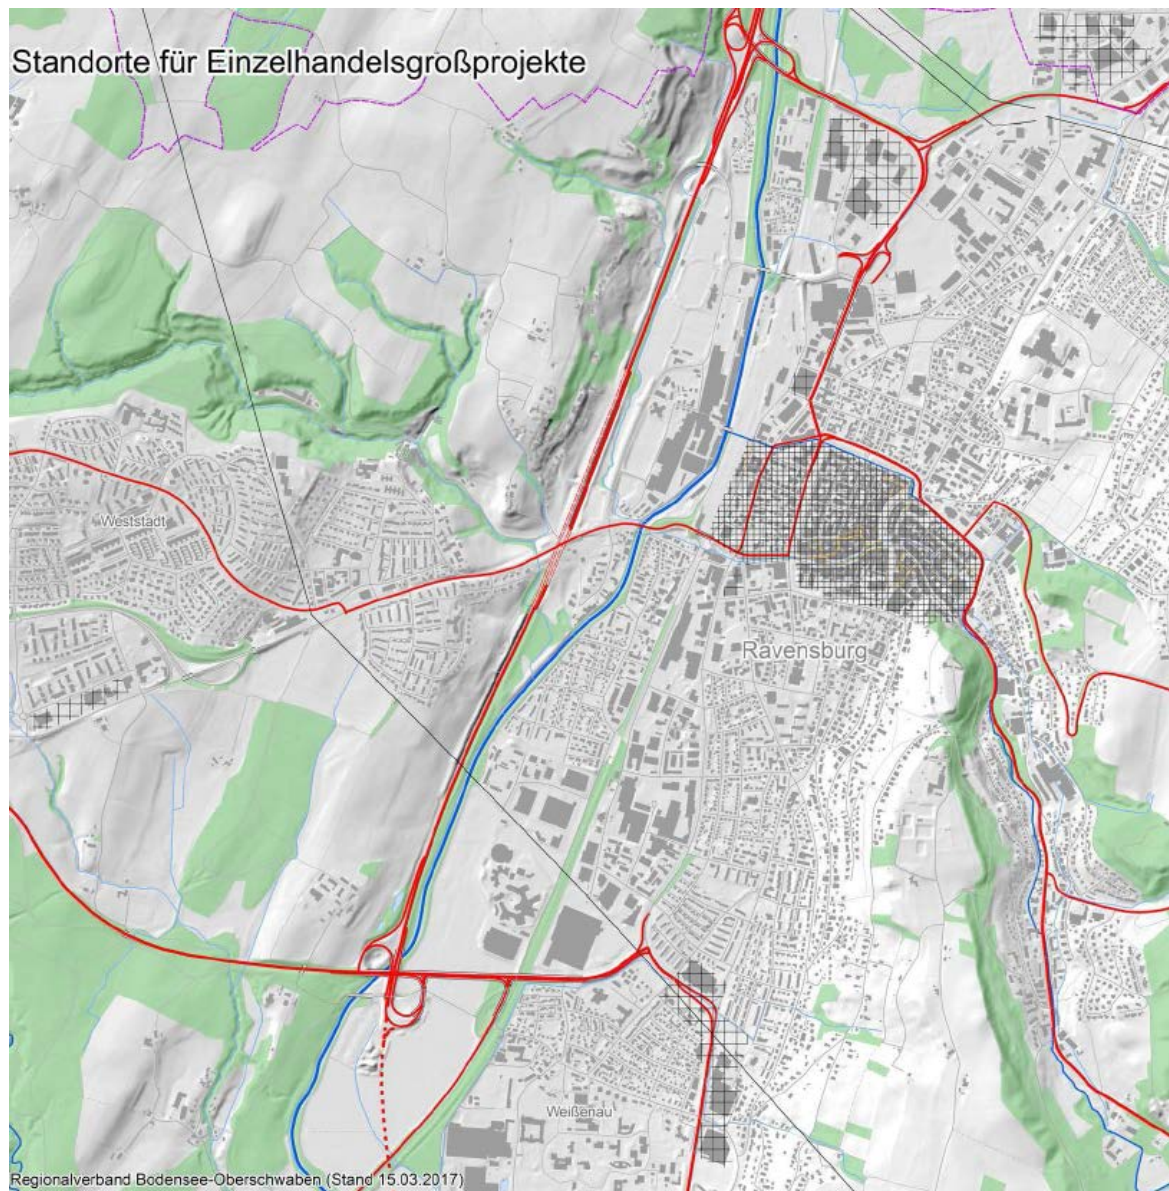 Standorte für Einzelhandelsgroßprojekte
Weststadt
Ravensburg
Weißenau
Regionalverband Bodensee-Oberschwaben (Stand 15.03.2017)